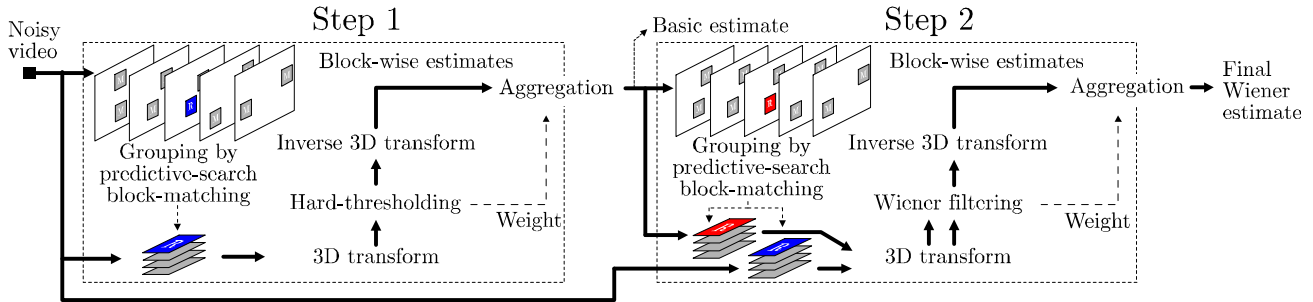 Step 1
Step 2
Noisy
video
Block-wise estimates
Aggregation
Inverse 3D transform
Grouping by
predictive-search
block-matching
Hard-thresholding
Weight
3D transform
Basic estimate
Block-wise estimates
Aggregation
Final
Wiener
estimate
Inverse 3D transform
Grouping by
predictive-search
block-matching
Wiener filtering
Weight
3D transform
R
R